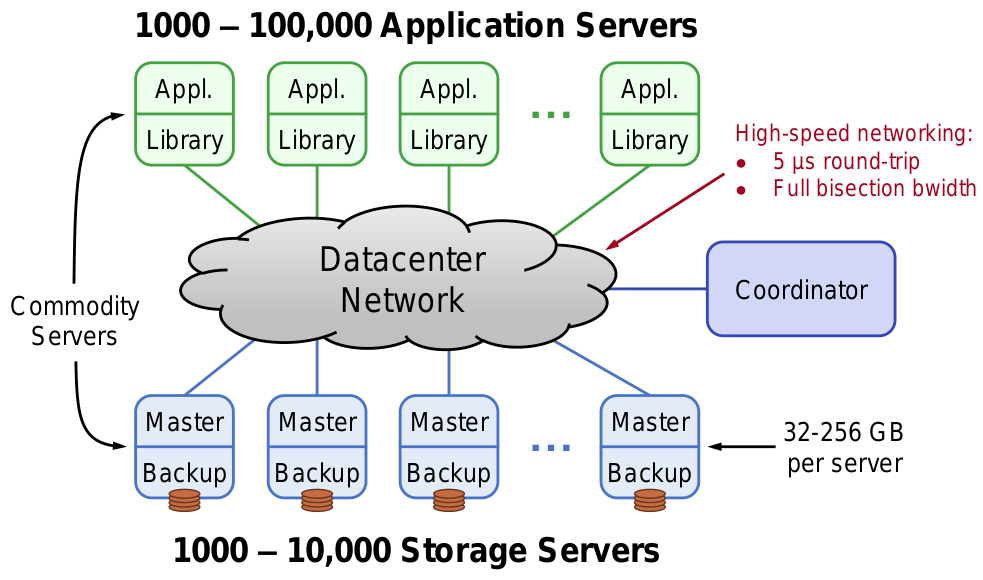 1000 – 100,000 Application Servers
Appl. Appl. Appl. ... Appl.
Library Library Library Library
High-speed networking:
• 5 µs round-trip
• Full bisection bwidth
Datacenter
Network
Coordinator
Commodity
Servers
Master Master Master ... Master
Backup Backup Backup Backup
32-256 GB
per server
1000 – 10,000 Storage Servers